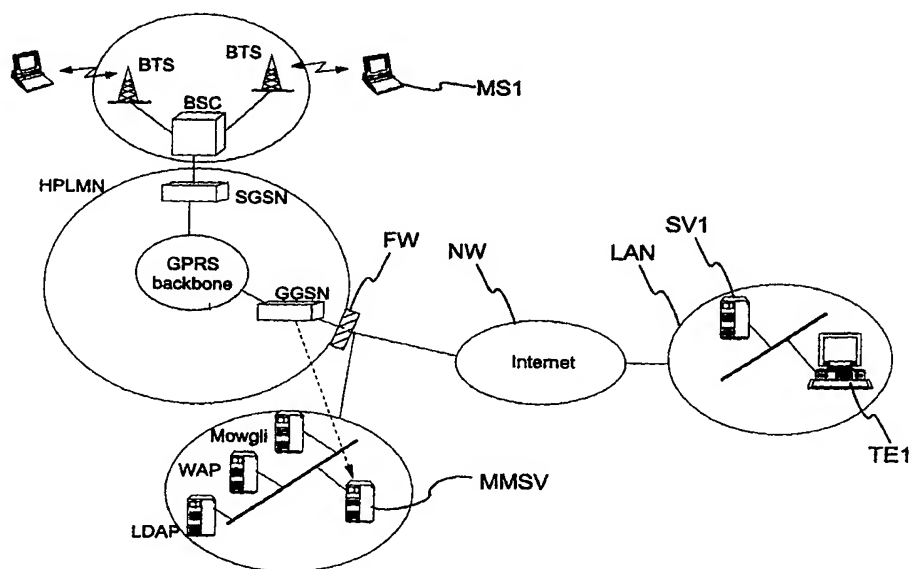 BTS
BTS
MS1
BSC
HPLMN
SGSN
FW
NW
LAN
SV1
GPRS
backbone
GGSN
Internet
TE1
Mowgli
WAP
MMSV
LDAP